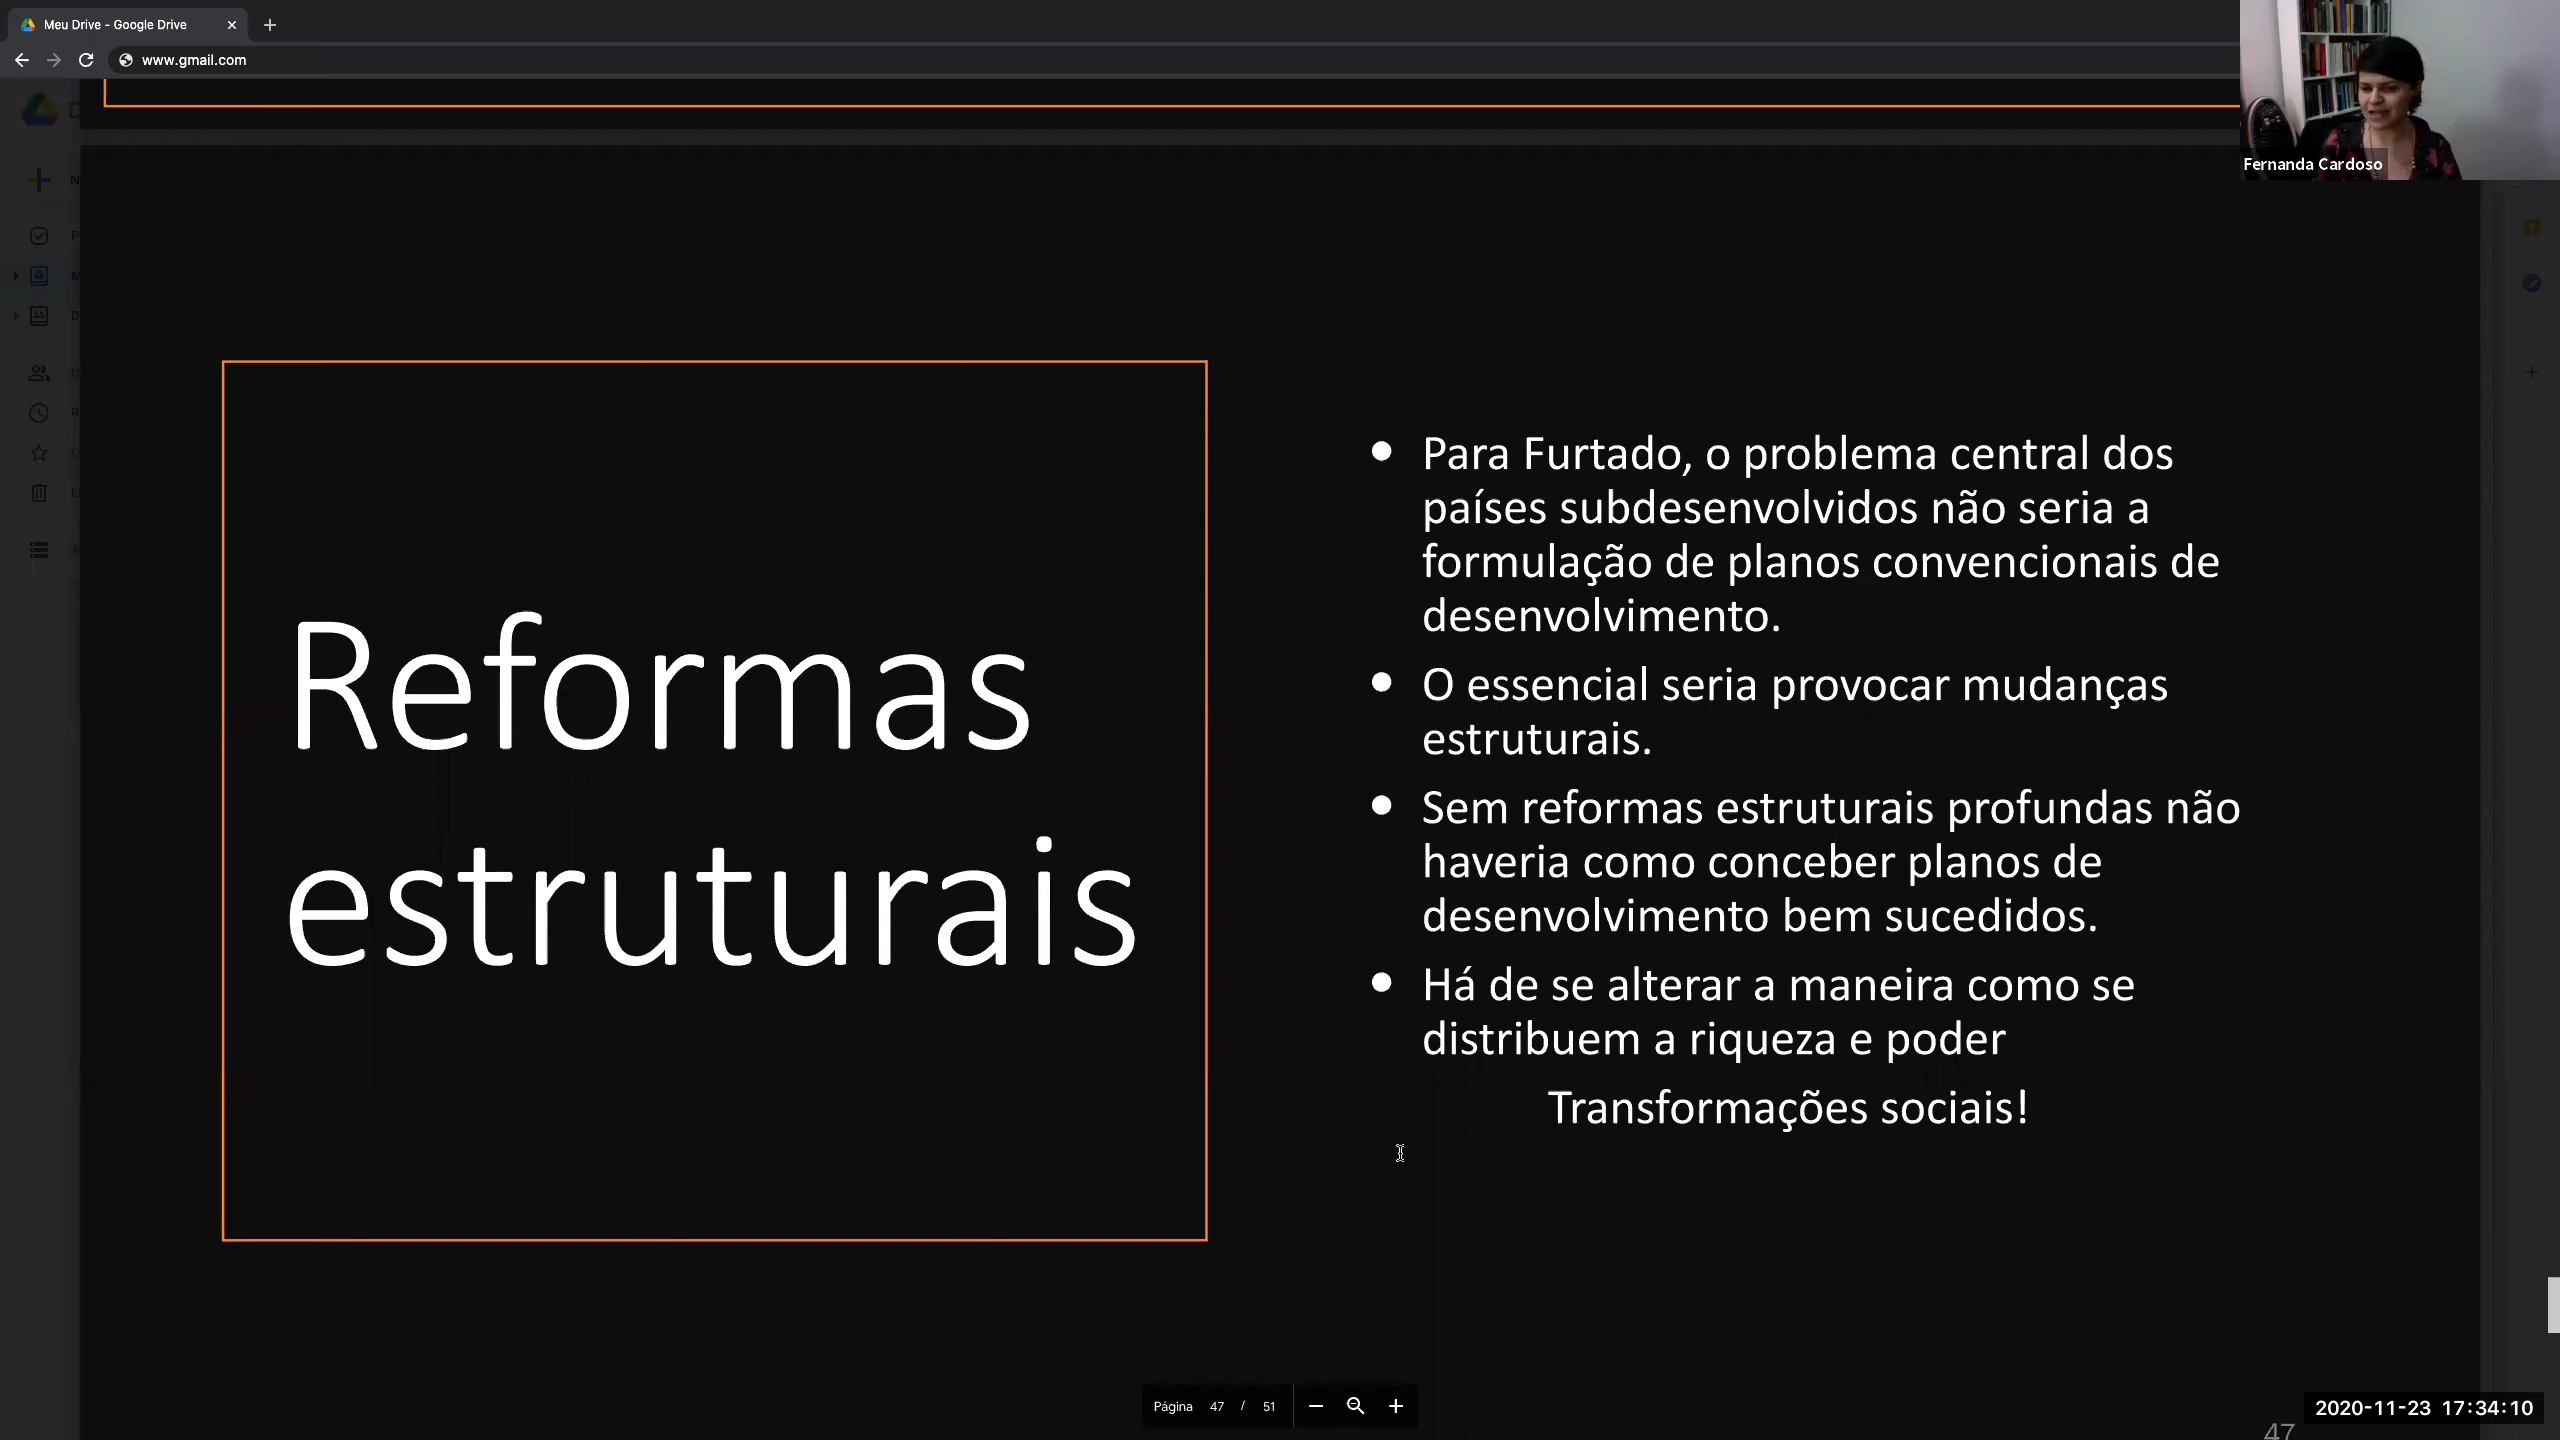 Meu Drive - Google Drive
www.gmail.com
Fernanda Cardoso
Reformas
estruturais
Para Furtado, o problema central dos
países subdesenvolvidos não seria a
formulação de planos convencionais de
desenvolvimento.
O essencial seria provocar mudanças
estruturais.
Sem reformas estruturais profundas não
haveria como conceber planos de
desenvolvimento bem sucedidos.
Há de se alterar a maneira como se
distribuem a riqueza e poder
Transformações sociais!
Página 47 / 51
2020-11-23 17:34:10
47